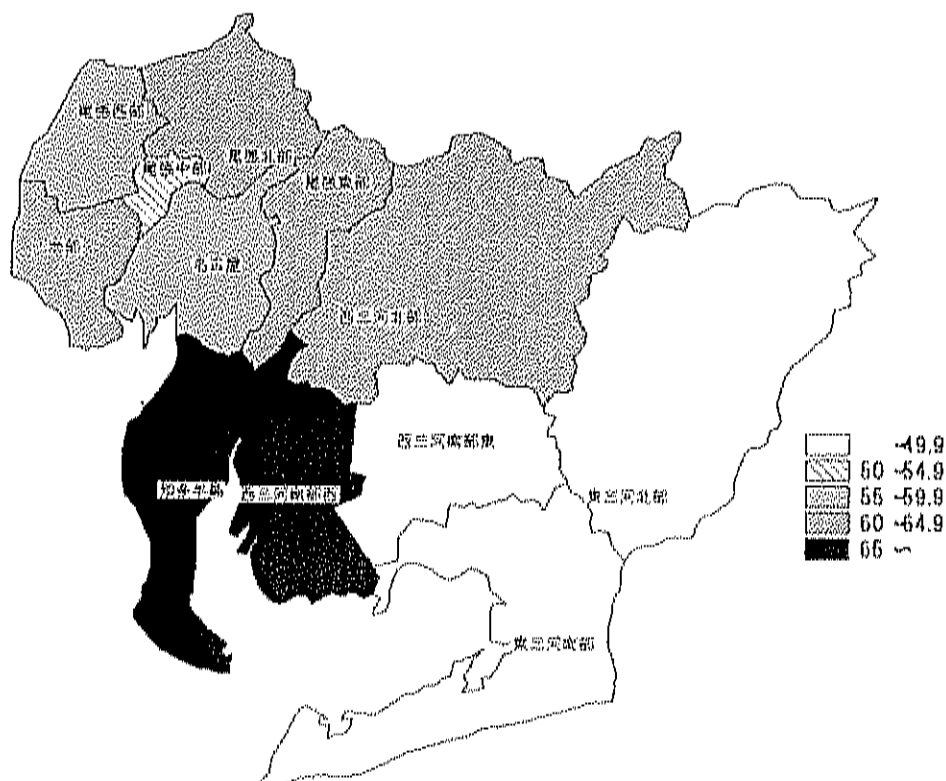 尾張西部
尾張中部
尾張北部
尾張東部
海部
名古屋
西三河北部
西三河南部東
知多半島
西三河南部西
東三河北部
東三河南部
~49.9
50 ~54.9
55 ~59.9
60 ~64.9
65 ~